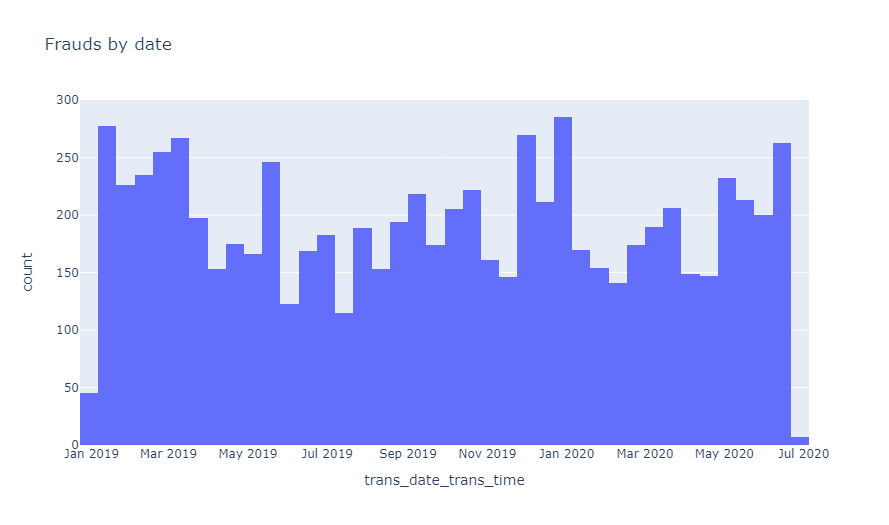 Frauds by date
300
250
200
150
100
50
0
count
Jan 2019 Mar 2019 May 2019 Jul 2019 Sep 2019 Nov 2019 Jan 2020 Mar 2020 May 2020 Jul 2020
trans_date_trans_time